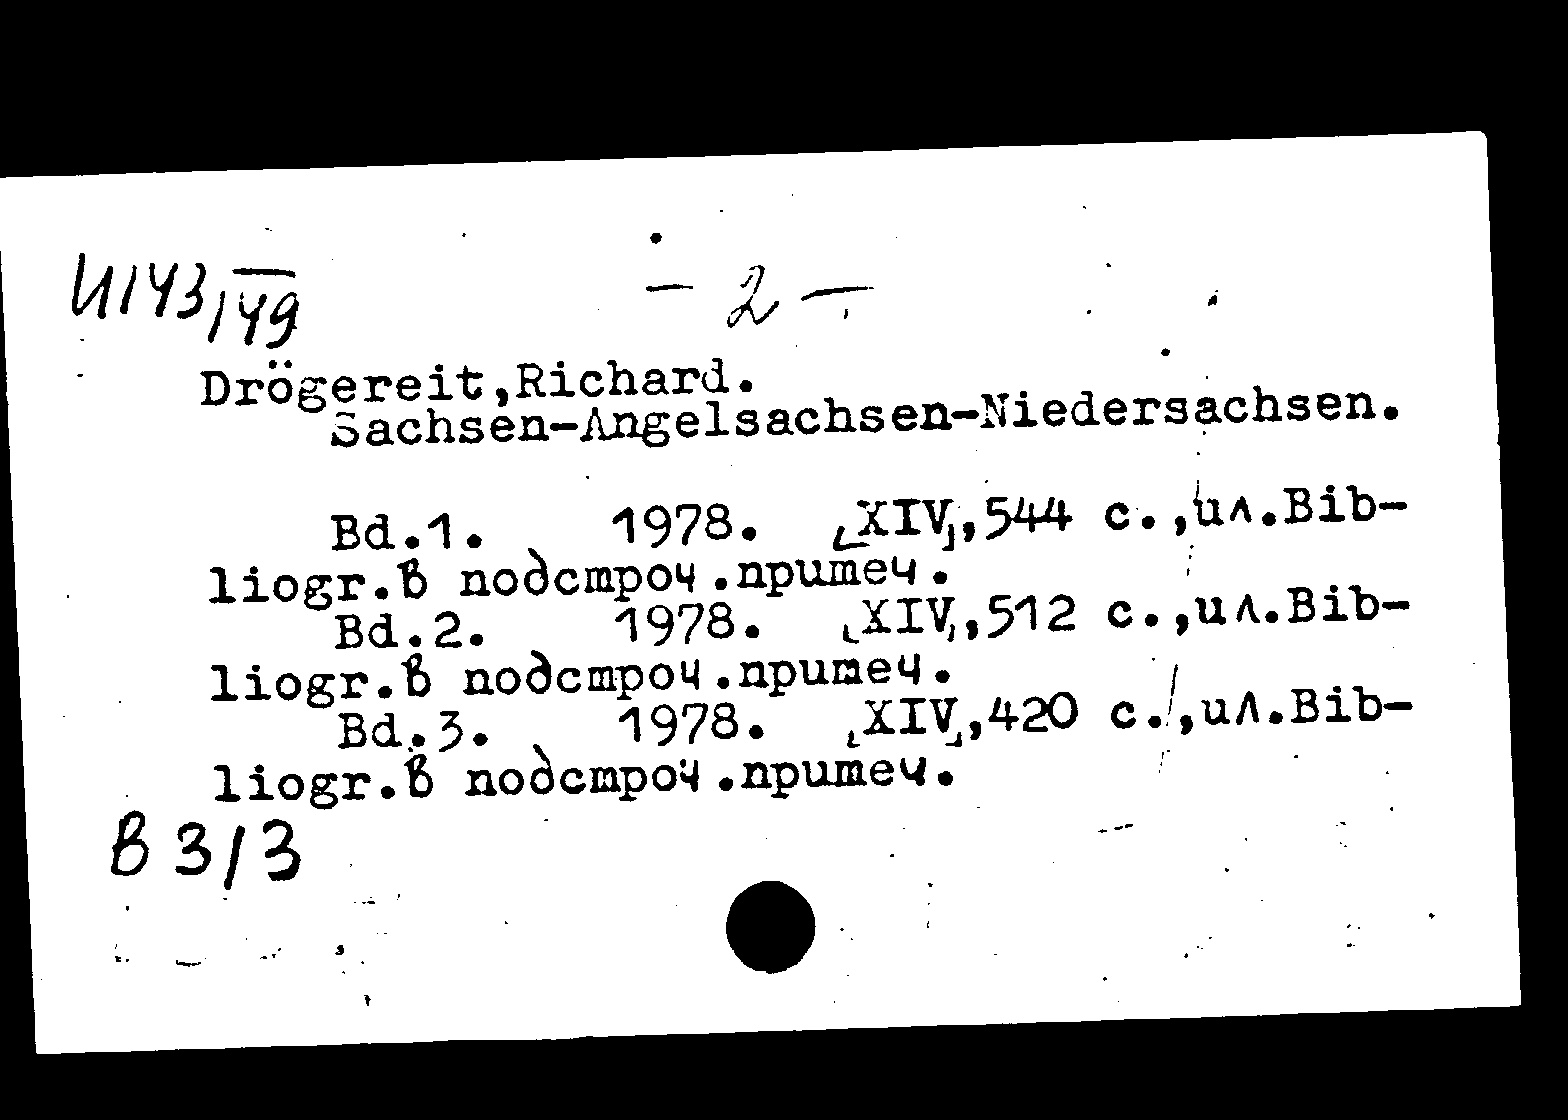 И143/49
- 2 -
Drögereit,Richard.
Sachsen-Angelsachsen-Niedersachsen.
Bd.1. 1978. [XIV],544 с.,ил.Bib-
liogr.в подстроч.примеч.
Bd.2. 1978. [XIV],512 с.,ил.Bib-
liogr.в подстроч.примеч.
Bd.3. 1978. [XIV],420 с.,ил.Bib-
liogr.в подстроч.примеч.
В 3/3